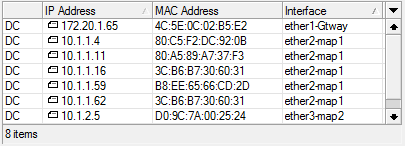 IP Address MAC Address Interface
DC 172.20.1.65 4C:5E:0C:02:B5:E2 ether1-Gtway
DC 10.1.1.4 80:C5:F2:DC:92:0B ether2-map1
DC 10.1.1.11 80:A5:89:A7:37:F3 ether2-map1
DC 10.1.1.16 3C:B6:B7:30:60:31 ether2-map1
DC 10.1.1.59 B8:EE:65:66:CD:2D ether2-map1
DC 10.1.1.62 3C:B6:B7:30:60:31 ether2-map1
DC 10.1.2.5 D0:9C:7A:00:25:24 ether3-map2
8 items